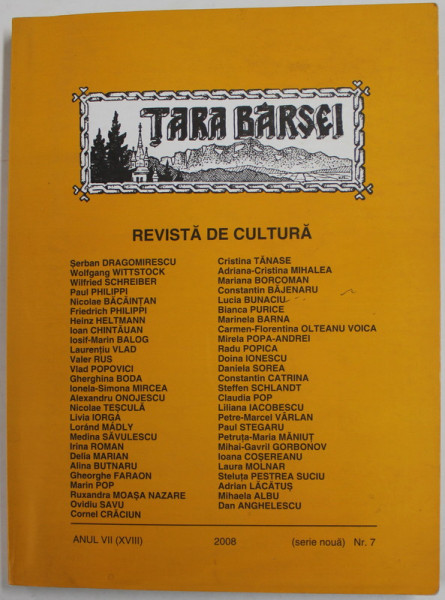 ȚARA BÂRSEI
REVISTĂ DE CULTURĂ
Șerban DRAGOMIRESCU
Wolfgang WITTSTOCK
Wilfried SCHREIBER
Paul PHILIPPI
Nicolae BĂCĂINȚAN
Friedrich PHILIPPI
Heinz HELTMANN
Ioan CHINTĂUAN
Iosif-Marin BALOG
Laurențiu VLAD
Valer RUS
Vlad POPOVICI
Gherghina BODA
Ionela-Simona MIRCEA
Alexandru ONOJESCU
Nicolae TEȘCULĂ
Livia IORGA
Loránd MÁDLY
Medina SĂVULESCU
Irina ROMAN
Delia MARIAN
Alina BUTNARU
Gheorghe FARAON
Marin POP
Ruxandra MOAȘA NAZARE
Ovidiu SAVU
Cornel CRĂCIUN
Cristina TĂNASE
Adriana-Cristina MIHALEA
Mariana BORCOMAN
Constantin BĂJENARU
Lucia BUNACIU
Bianca PURICE
Marinela BARNA
Carmen-Florentina OLTEANU VOICA
Mirela POPA-ANDREI
Radu POPICA
Doina IONESCU
Daniela SOREA
Constantin CATRINA
Steffen SCHLANDT
Claudia POP
Liliana IACOBESCU
Petre-Marcel VÂRLAN
Paul STEGARU
Petruța-Maria MĂNIUȚ
Mihai-Gavril GORBONOV
Ioana COȘEREANU
Laura MOLNAR
Steluța PESTREA SUCIU
Adrian LĂCĂTUȘ
Mihaela ALBU
Dan ANGHELESCU
ANUL VII (XVIII) 2008 (serie nouă) Nr. 7